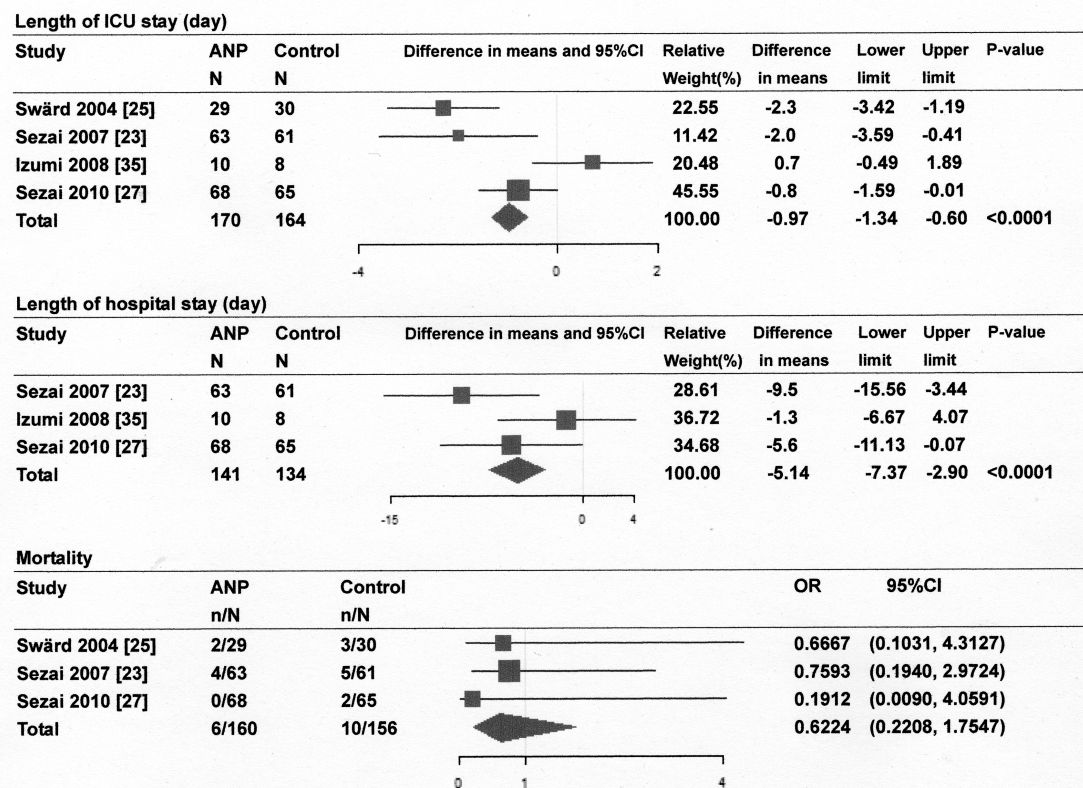 Length of ICU stay (day)
Study ANP Control Difference in means and 95%CI Relative Difference Lower Upper P-value
N N Weight(%) in means limit limit
Swärd 2004 [25] 29 30 22.55 -2.3 -3.42 -1.19
Sezai 2007 [23] 63 61 11.42 -2.0 -3.59 -0.41
Izumi 2008 [35] 10 8 20.48 0.7 -0.49 1.89
Sezai 2010 [27] 68 65 45.55 -0.8 -1.59 -0.01
Total 170 164 100.00 -0.97 -1.34 -0.60 <0.0001
-4 0 2
Length of hospital stay (day)
Study ANP Control Difference in means and 95%CI Relative Difference Lower Upper P-value
N N Weight(%) in means limit limit
Sezai 2007 [23] 63 61 28.61 -9.5 -15.56 -3.44
Izumi 2008 [35] 10 8 36.72 -1.3 -6.67 4.07
Sezai 2010 [27] 68 65 34.68 -5.6 -11.13 -0.07
Total 141 134 100.00 -5.14 -7.37 -2.90 <0.0001
-15 0 4
Mortality
Study ANP Control OR 95%CI
n/N n/N
Swärd 2004 [25] 2/29 3/30 0.6667 (0.1031, 4.3127)
Sezai 2007 [23] 4/63 5/61 0.7593 (0.1940, 2.9724)
Sezai 2010 [27] 0/68 2/65 0.1912 (0.0090, 4.0591)
Total 6/160 10/156 0.6224 (0.2208, 1.7547)
0 1 4